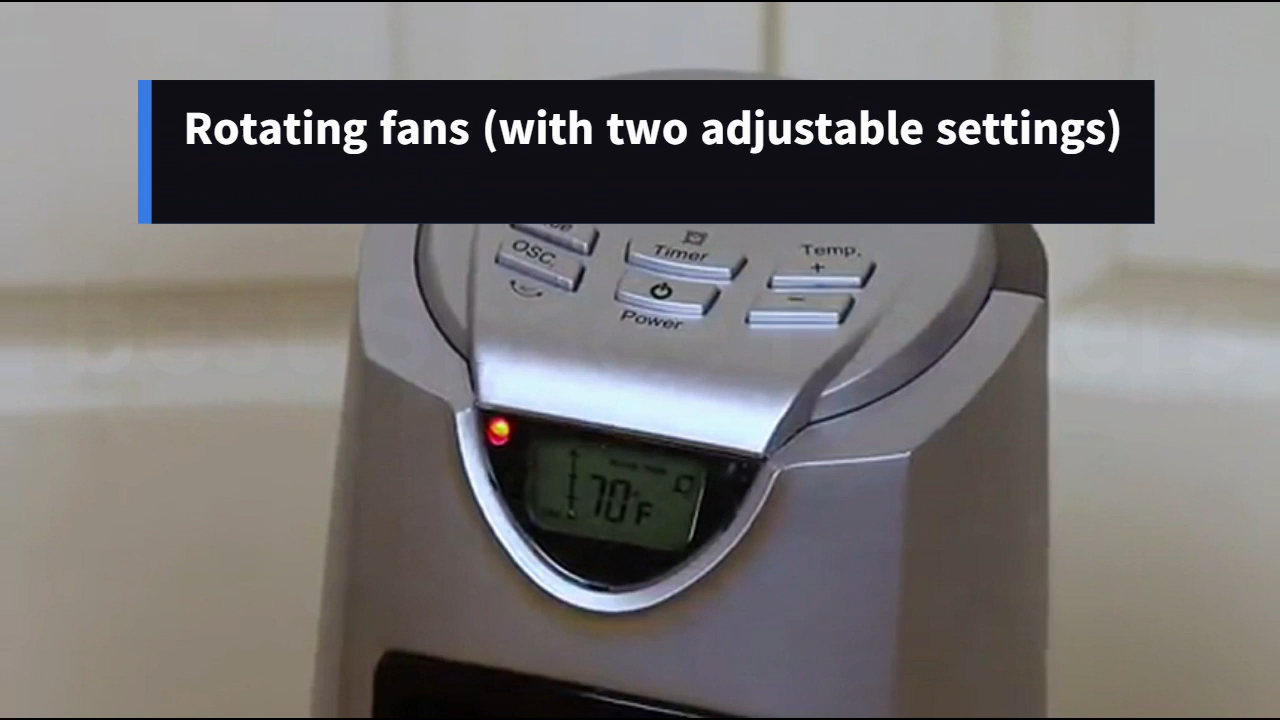 Rotating fans (with two adjustable settings)
OSC.
Timer
Temp.
+
-
Power
70°F